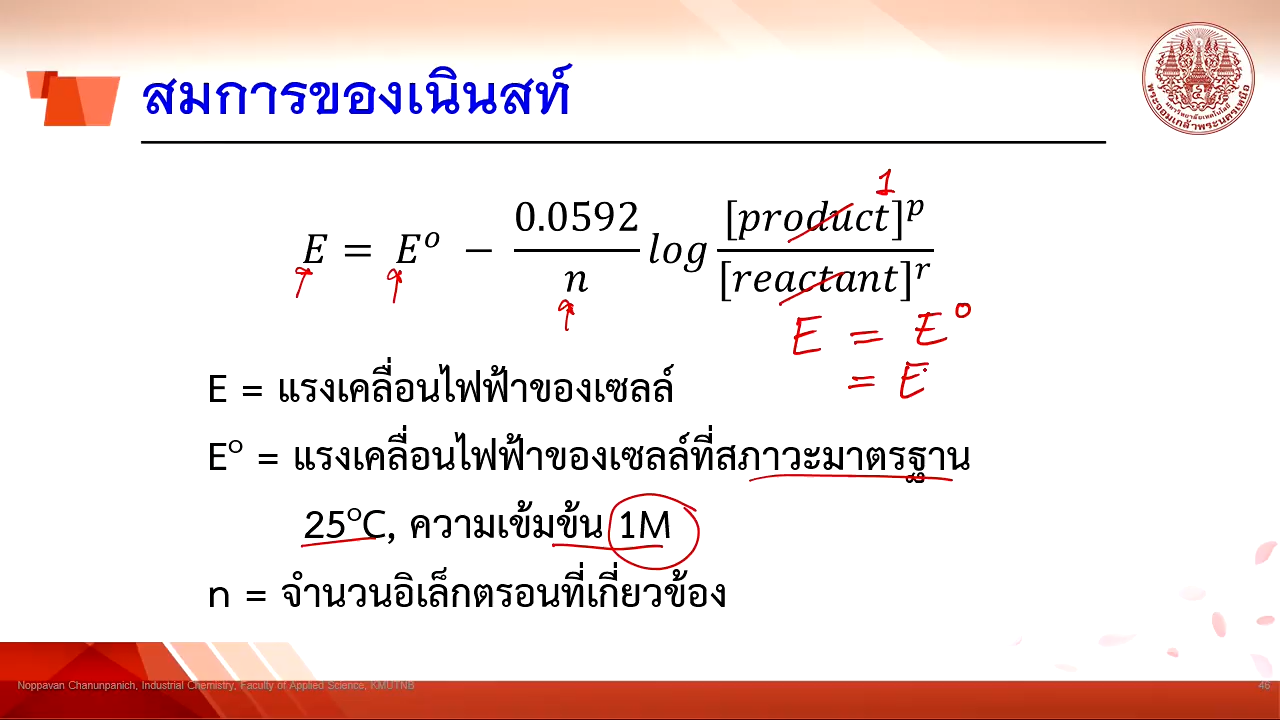 สมการของเนินสท์
1
E = E° − 0.0592/n log [product]^p/[reactant]^r
E = E°
= E
E = แรงเคลื่อนไฟฟ้าของเซลล์
E° = แรงเคลื่อนไฟฟ้าของเซลล์ที่สภาวะมาตรฐาน
25°C, ความเข้มข้น 1M
n = จำนวนอิเล็กตรอนที่เกี่ยวข้อง
Noppavan Chanunpanich, Industrial Chemistry, Faculty of Applied Science, KMUTNB
46